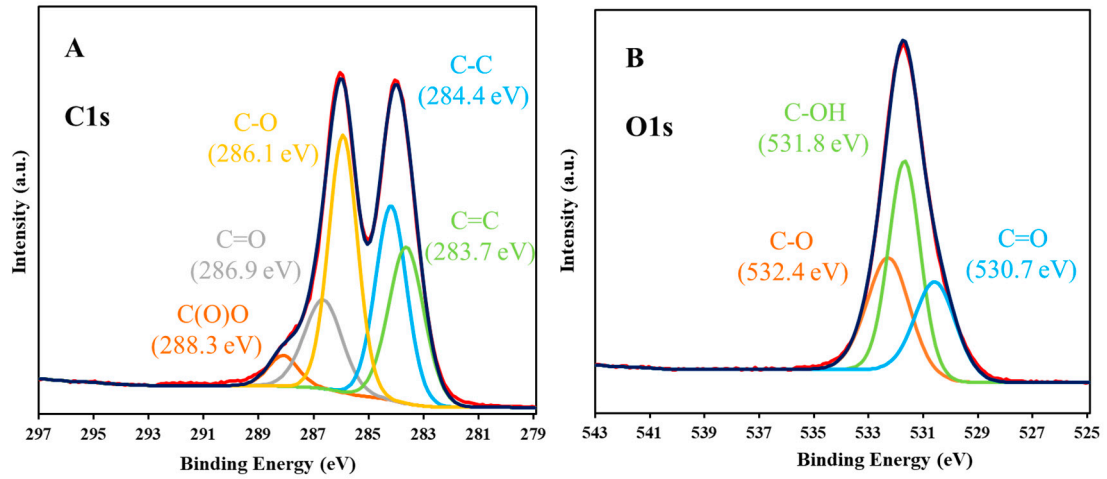 A
C1s
C-C
(284.4 eV)
C-O
(286.1 eV)
C=O
(286.9 eV)
C=C
(283.7 eV)
C(O)O
(288.3 eV)
Intensity (a.u.)
297 295 293 291 289 287 286 284 283 281 279
Binding Energy (eV)
B
O1s
C-OH
(531.8 eV)
C-O
(532.4 eV)
C=O
(530.7 eV)
Intensity (a.u.)
543 541 539 537 535 533 531 529 527 525
Binding Energy (eV)